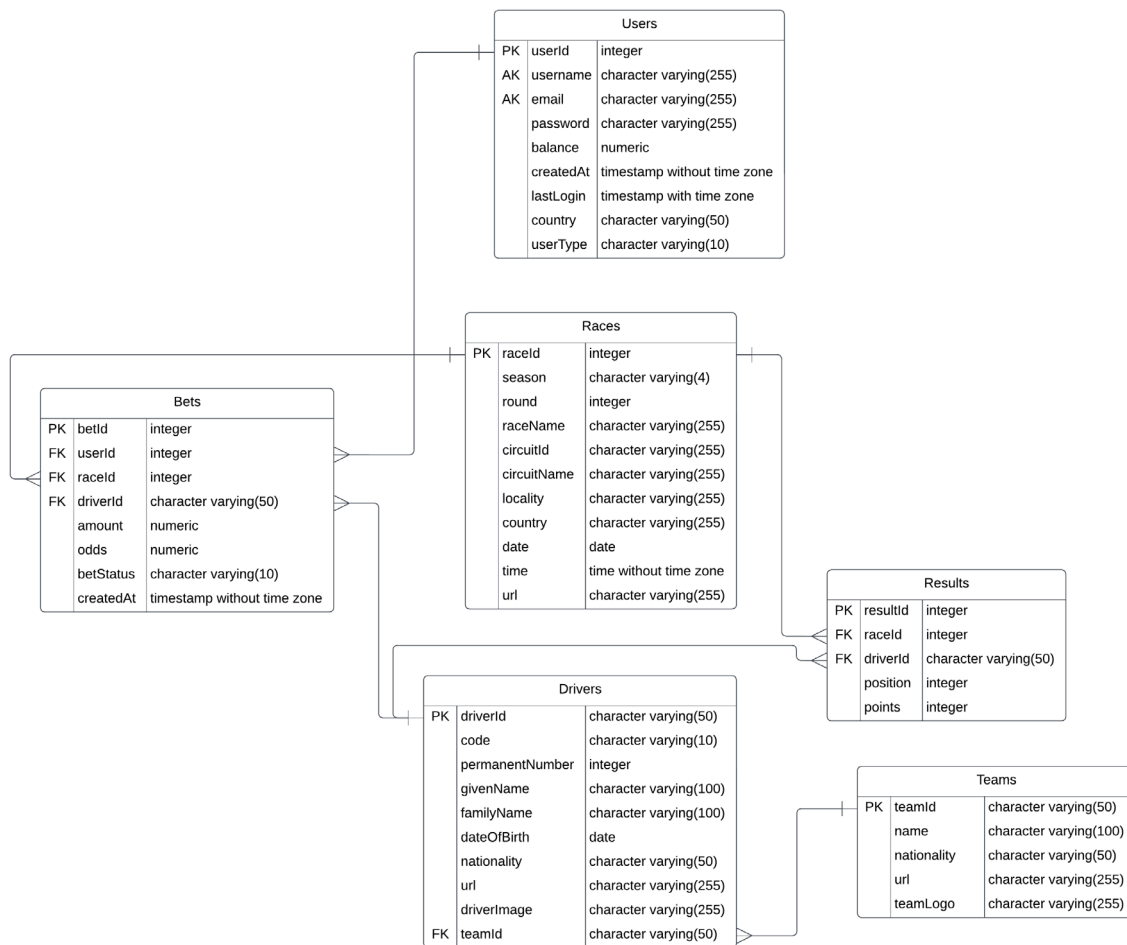 Users
PK userId integer
AK username character varying(255)
AK email character varying(255)
password character varying(255)
balance numeric
createdAt timestamp without time zone
lastLogin timestamp with time zone
country character varying(50)
userType character varying(10)
Races
PK raceId integer
season character varying(4)
round integer
raceName character varying(255)
circuitId character varying(255)
circuitName character varying(255)
locality character varying(255)
country character varying(255)
date date
time time without time zone
url character varying(255)
Bets
PK betId integer
FK userId integer
FK raceId integer
FK driverId character varying(50)
amount numeric
odds numeric
betStatus character varying(10)
createdAt timestamp without time zone
Results
PK resultId integer
FK raceId integer
FK driverId character varying(50)
position integer
points integer
Drivers
PK driverId character varying(50)
code character varying(10)
permanentNumber integer
givenName character varying(100)
familyName character varying(100)
dateOfBirth date
nationality character varying(50)
url character varying(255)
driverImage character varying(255)
FK teamId character varying(50)
Teams
PK teamId character varying(50)
name character varying(100)
nationality character varying(50)
url character varying(255)
teamLogo character varying(255)